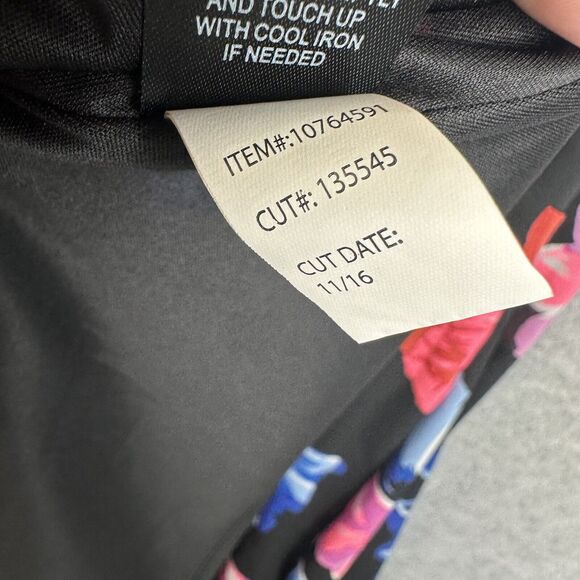 AND TOUCH UP
WITH COOL IRON
IF NEEDED
ITEM#:10764591
CUT#: 135545
CUT DATE:
11/16